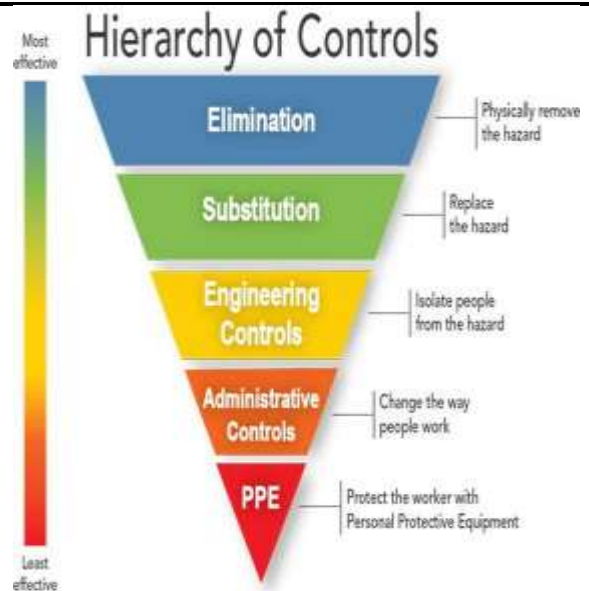 Hierarchy of Controls
Most
effective
Elimination
Physically remove
the hazard
Substitution
Replace
the hazard
Engineering
Controls
Isolate people
from the hazard
Administrative
Controls
Change the way
people work
PPE
Protect the worker with
Personal Protective Equipment
Least
effective